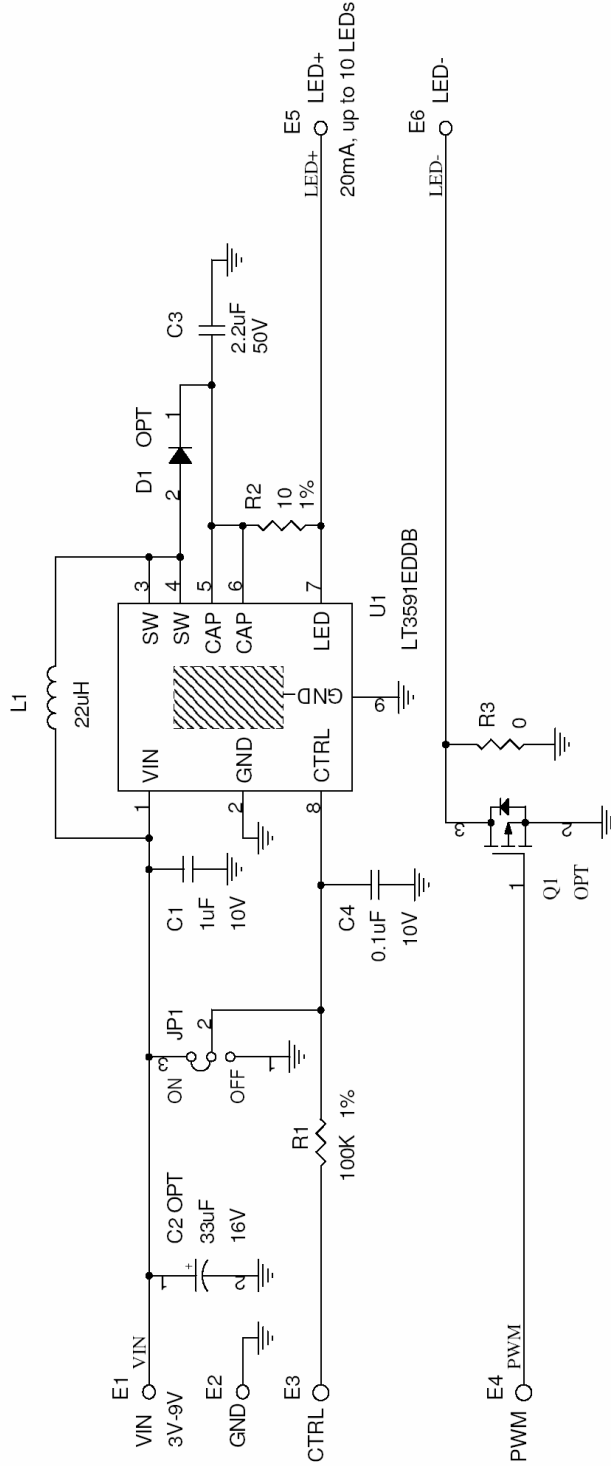 E1
VIN
VIN
3V-9V
E2
GND
E3
CTRL
1
+
C2 OPT
33uF
16V
2
R1
100K 1%
3
JP1
ON
2
OFF
1
C1
1uF
10V
C4
0.1uF
10V
L1
22uH
1
VIN
2
GND
8
CTRL
SW
3
SW
4
CAP
5
CAP
6
LED
7
GND
9
U1
LT3591EDDB
D1
OPT
2
1
R2
10
1%
C3
2.2uF
50V
LED+
E5
LED+
20mA, up to 10 LEDs
E4
PWM
PWM
1
Q1
OPT
3
2
R3
0
LED-
E6
LED-